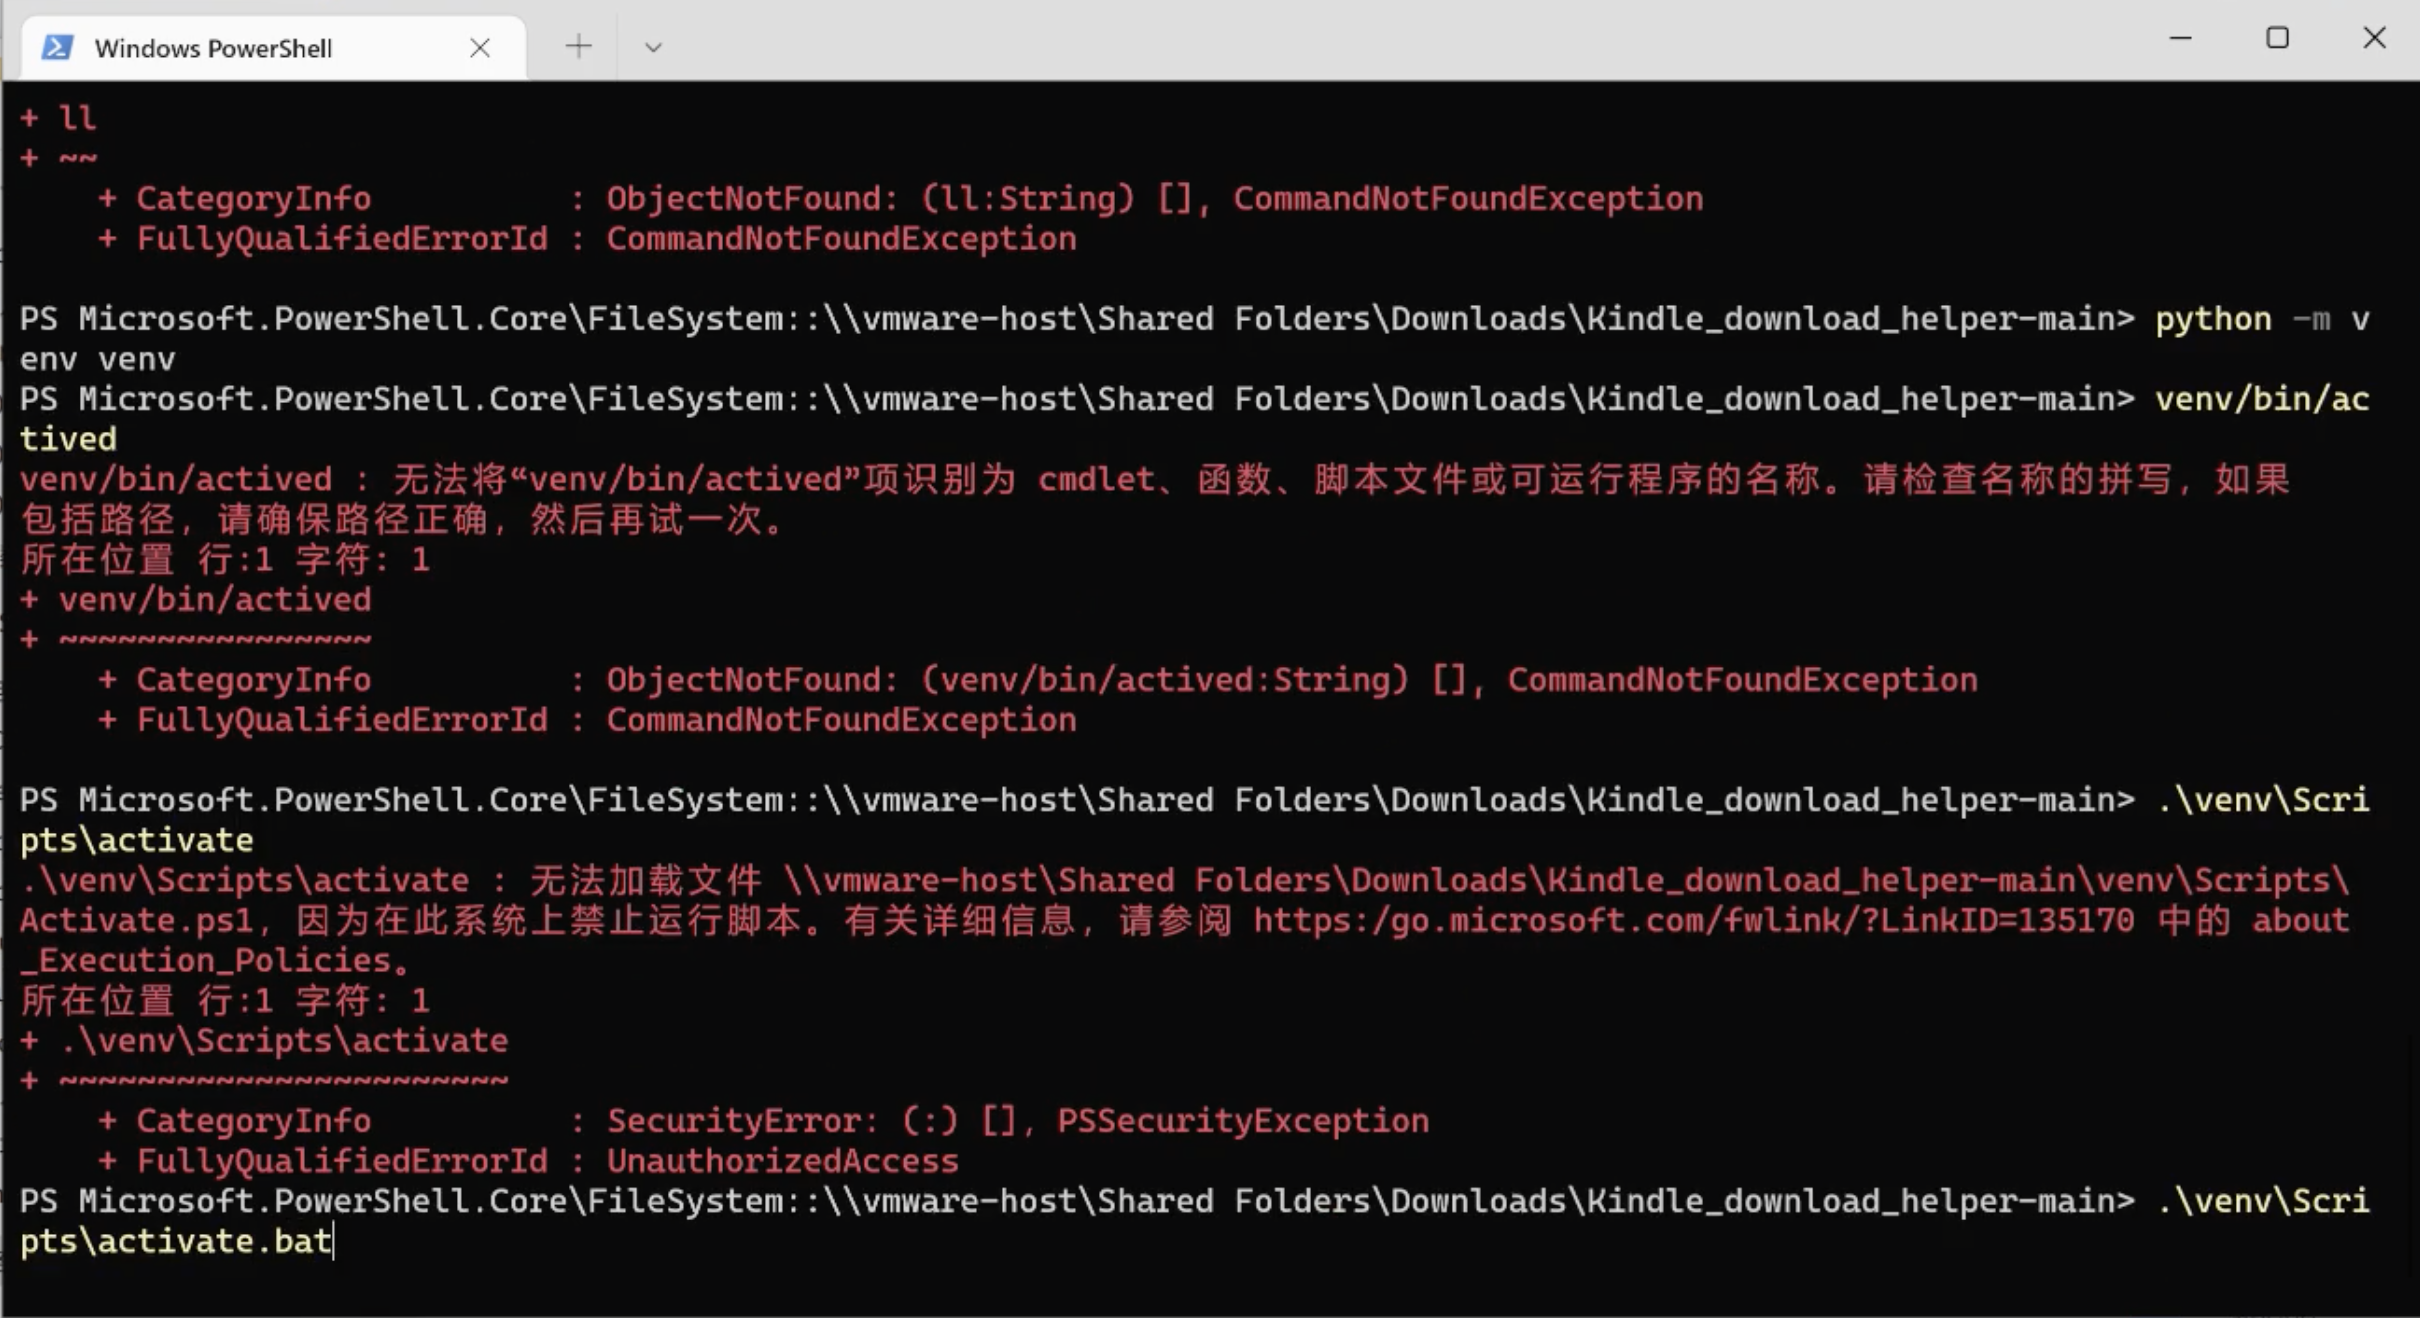 Windows PowerShell
+ ll
+ ~~
    + CategoryInfo          : ObjectNotFound: (ll:String) [], CommandNotFoundException
    + FullyQualifiedErrorId : CommandNotFoundException
PS Microsoft.PowerShell.Core\FileSystem::\\vmware-host\Shared Folders\Downloads\Kindle_download_helper-main> python -m v
env venv
PS Microsoft.PowerShell.Core\FileSystem::\\vmware-host\Shared Folders\Downloads\Kindle_download_helper-main> venv/bin/ac
tived
venv/bin/actived : 无法将“venv/bin/actived”项识别为 cmdlet、函数、脚本文件或可运行程序的名称。请检查名称的拼写，如果
包括路径，请确保路径正确，然后再试一次。
所在位置 行:1 字符: 1
+ venv/bin/actived
+ ~~~~~~~~~~~~~~~~
    + CategoryInfo          : ObjectNotFound: (venv/bin/actived:String) [], CommandNotFoundException
    + FullyQualifiedErrorId : CommandNotFoundException
PS Microsoft.PowerShell.Core\FileSystem::\\vmware-host\Shared Folders\Downloads\Kindle_download_helper-main> .\venv\Scri
pts\activate
.\venv\Scripts\activate : 无法加载文件 \\vmware-host\Shared Folders\Downloads\Kindle_download_helper-main\venv\Scripts\
Activate.ps1，因为在此系统上禁止运行脚本。有关详细信息，请参阅 https:/go.microsoft.com/fwlink/?LinkID=135170 中的 about
_Execution_Policies。
所在位置 行:1 字符: 1
+ .\venv\Scripts\activate
+ ~~~~~~~~~~~~~~~~~~~~~~~
    + CategoryInfo          : SecurityError: (:) [], PSSecurityException
    + FullyQualifiedErrorId : UnauthorizedAccess
PS Microsoft.PowerShell.Core\FileSystem::\\vmware-host\Shared Folders\Downloads\Kindle_download_helper-main> .\venv\Scri
pts\activate.bat